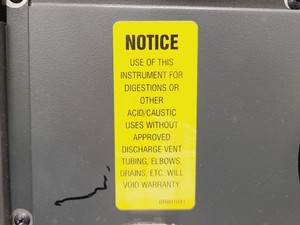 NOTICE
USE OF THIS
INSTRUMENT FOR
DIGESTIONS OR
OTHER
ACID/CAUSTIC
USES WITHOUT
APPROVED
DISCHARGE VENT
TUBING, ELBOWS,
DRAINS, ETC. WILL
VOID WARRANTY.